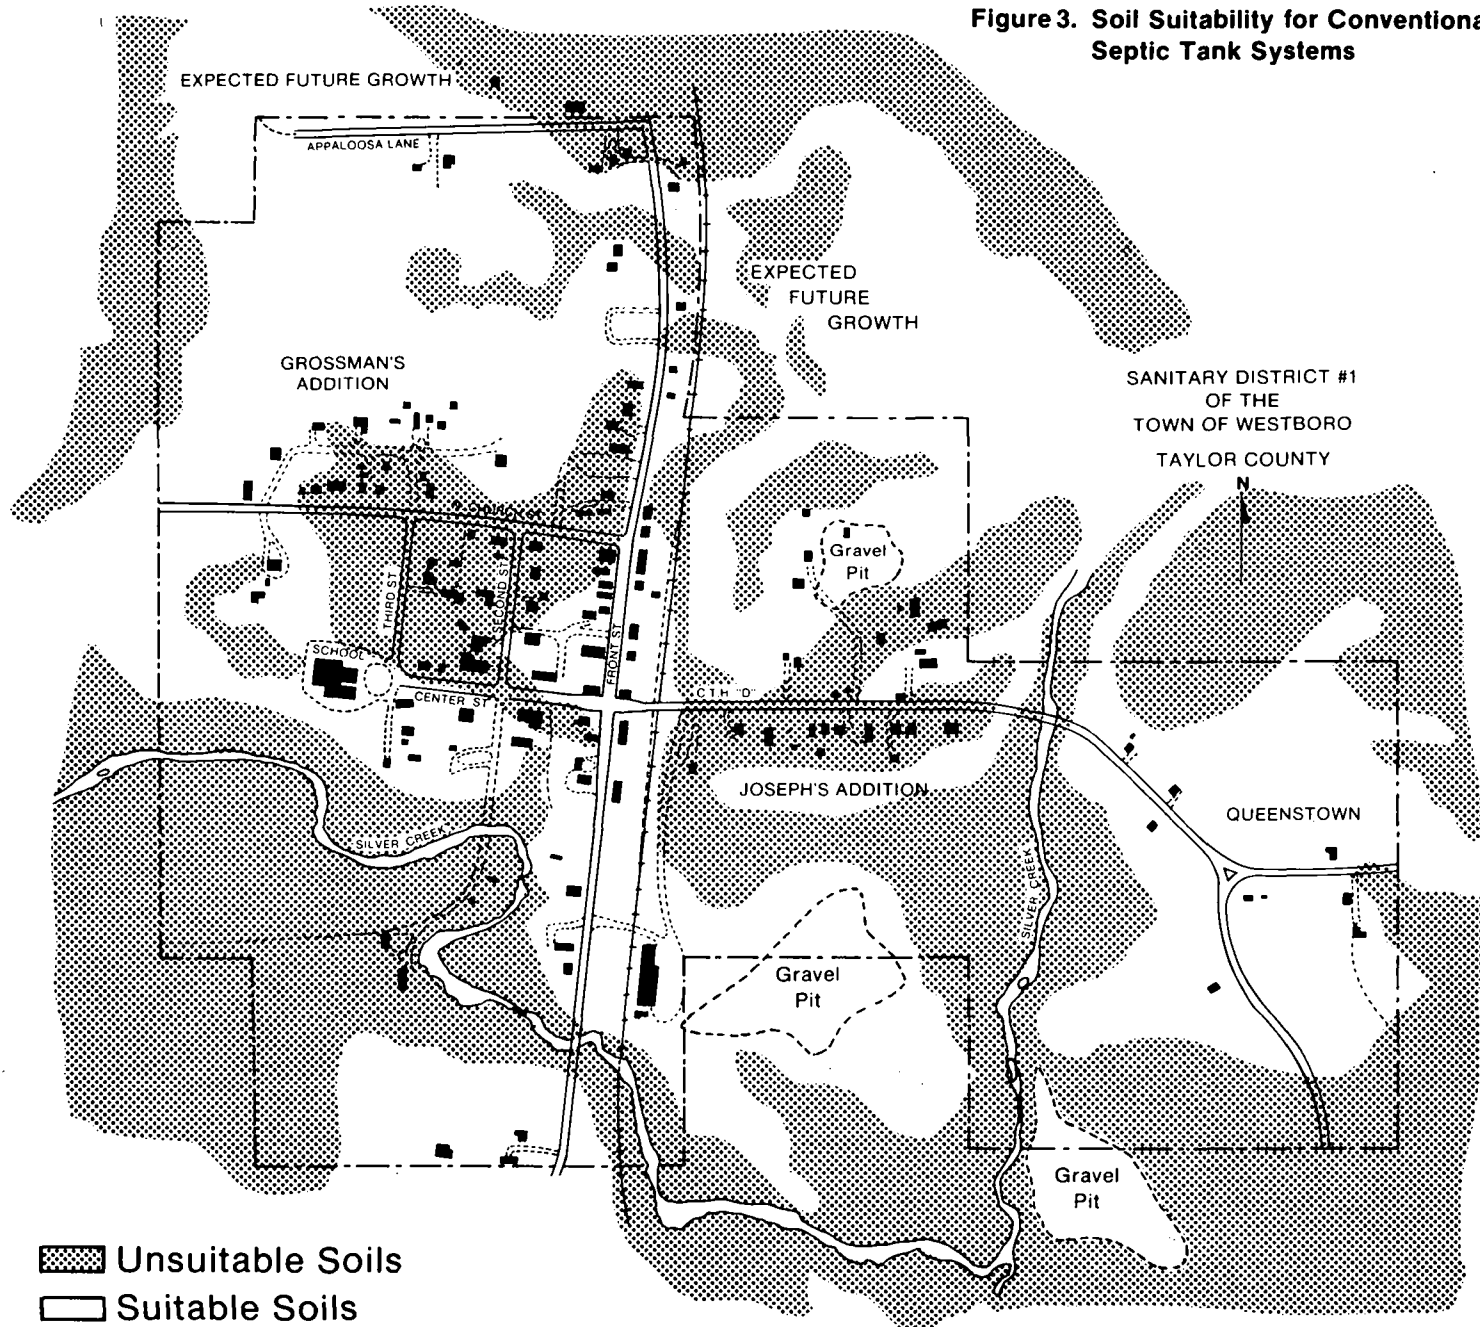 Figure 3. Soil Suitability for Conventiona
Septic Tank Systems
EXPECTED FUTURE GROWTH
APPALOOSA LANE
EXPECTED
FUTURE
GROWTH
GROSSMAN'S
ADDITION
SANITARY DISTRICT #1
OF THE
TOWN OF WESTBORO
TAYLOR COUNTY
N
CHURCH ST
Gravel
Pit
THIRD ST
SECOND ST
FRONT ST
SCHOOL
CENTER ST
C.T.H. "D"
JOSEPH'S ADDITION
QUEENSTOWN
SILVER CREEK
SILVER CREEK
Gravel
Pit
Gravel
Pit
Unsuitable Soils
Suitable Soils